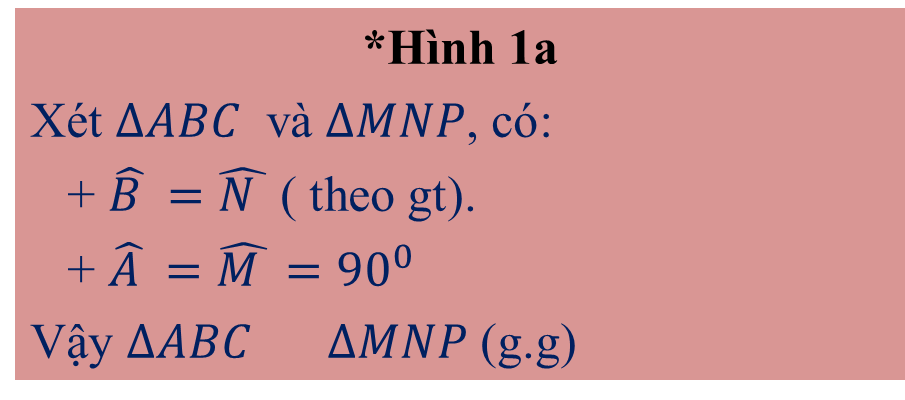 *Hình 1a
Xét ΔABC và ΔMNP, có:
+ B̂ = N̂ ( theo gt).
+ Â = M̂ = 90⁰
Vậy ΔABC ΔMNP (g.g)